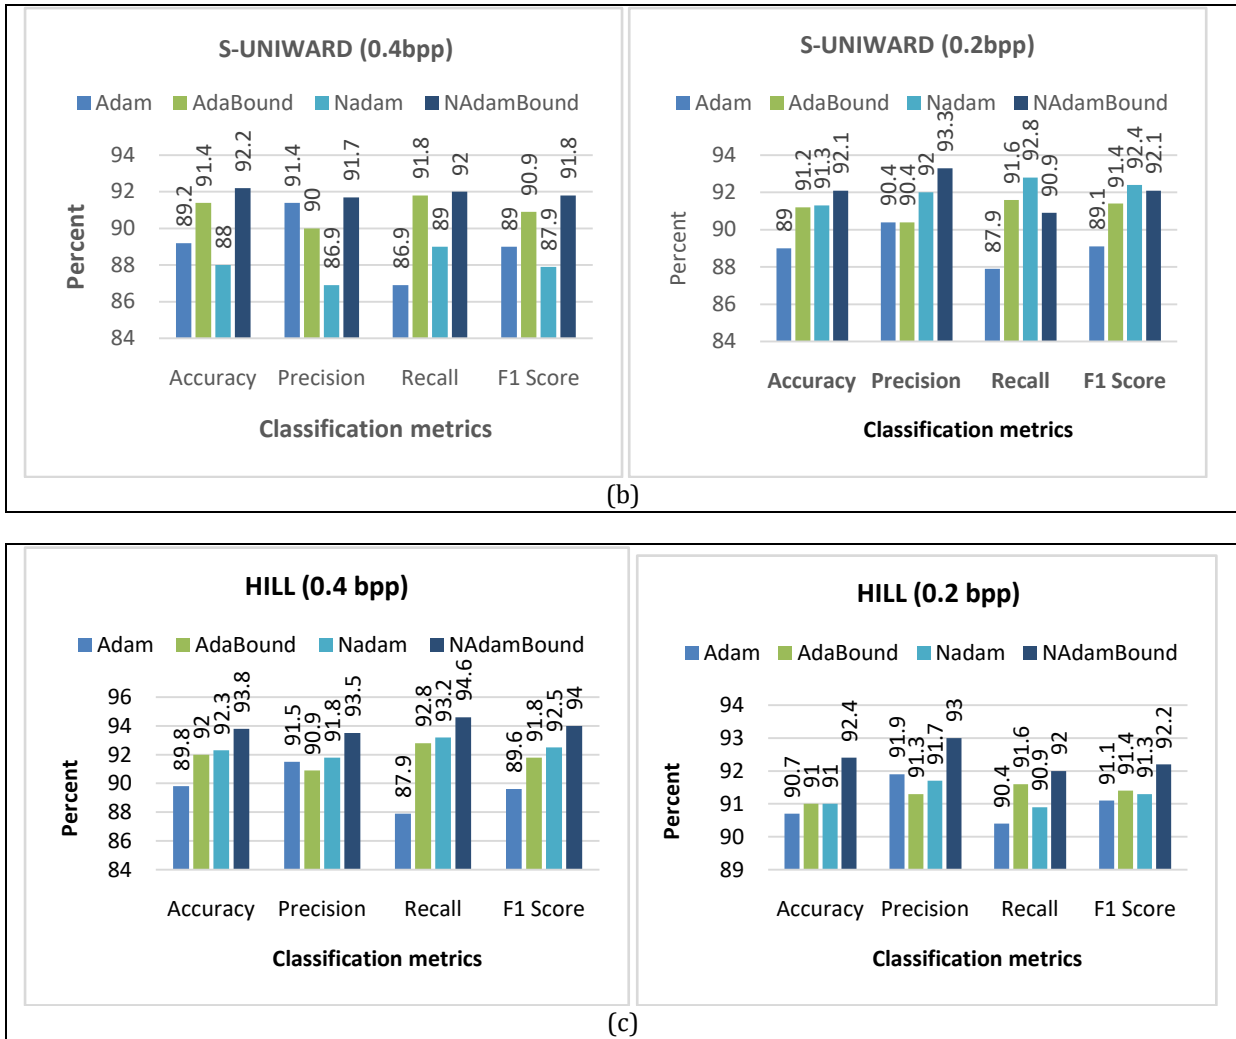 S-UNIWARD (0.4bpp)
Adam AdaBound Nadam NAdamBound
94
92
90
88
86
84
Percent
89.2 91.4 88 92.2
91.4 90 86.9 91.7
86.9 91.8 89 92
89 90.9 87.9 91.8
Accuracy Precision Recall F1 Score
Classification metrics
S-UNIWARD (0.2bpp)
Adam AdaBound Nadam NAdamBound
94
92
90
88
86
84
Percent
89 91.2 91.3 92.1
90.4 90.4 92 93.3
87.9 91.6 92.8 90.9
89.1 91.4 92.4 92.1
Accuracy Precision Recall F1 Score
Classification metrics
(b)
HILL (0.4 bpp)
Adam AdaBound Nadam NAdamBound
96
94
92
90
88
86
84
Percent
89.8 92 92.3 93.8
91.5 90.9 91.8 93.5
87.9 92.8 93.2 94.6
89.6 91.8 92.5 94
Accuracy Precision Recall F1 Score
Classification metrics
HILL (0.2 bpp)
Adam AdaBound Nadam NAdamBound
94
93
92
91
90
89
Percent
90.7 91 91 92.4
91.9 91.3 91.7 93
90.4 91.6 90.9 92
91.1 91.4 91.3 92.2
Accuracy Precision Recall F1 Score
Classification metrics
(c)